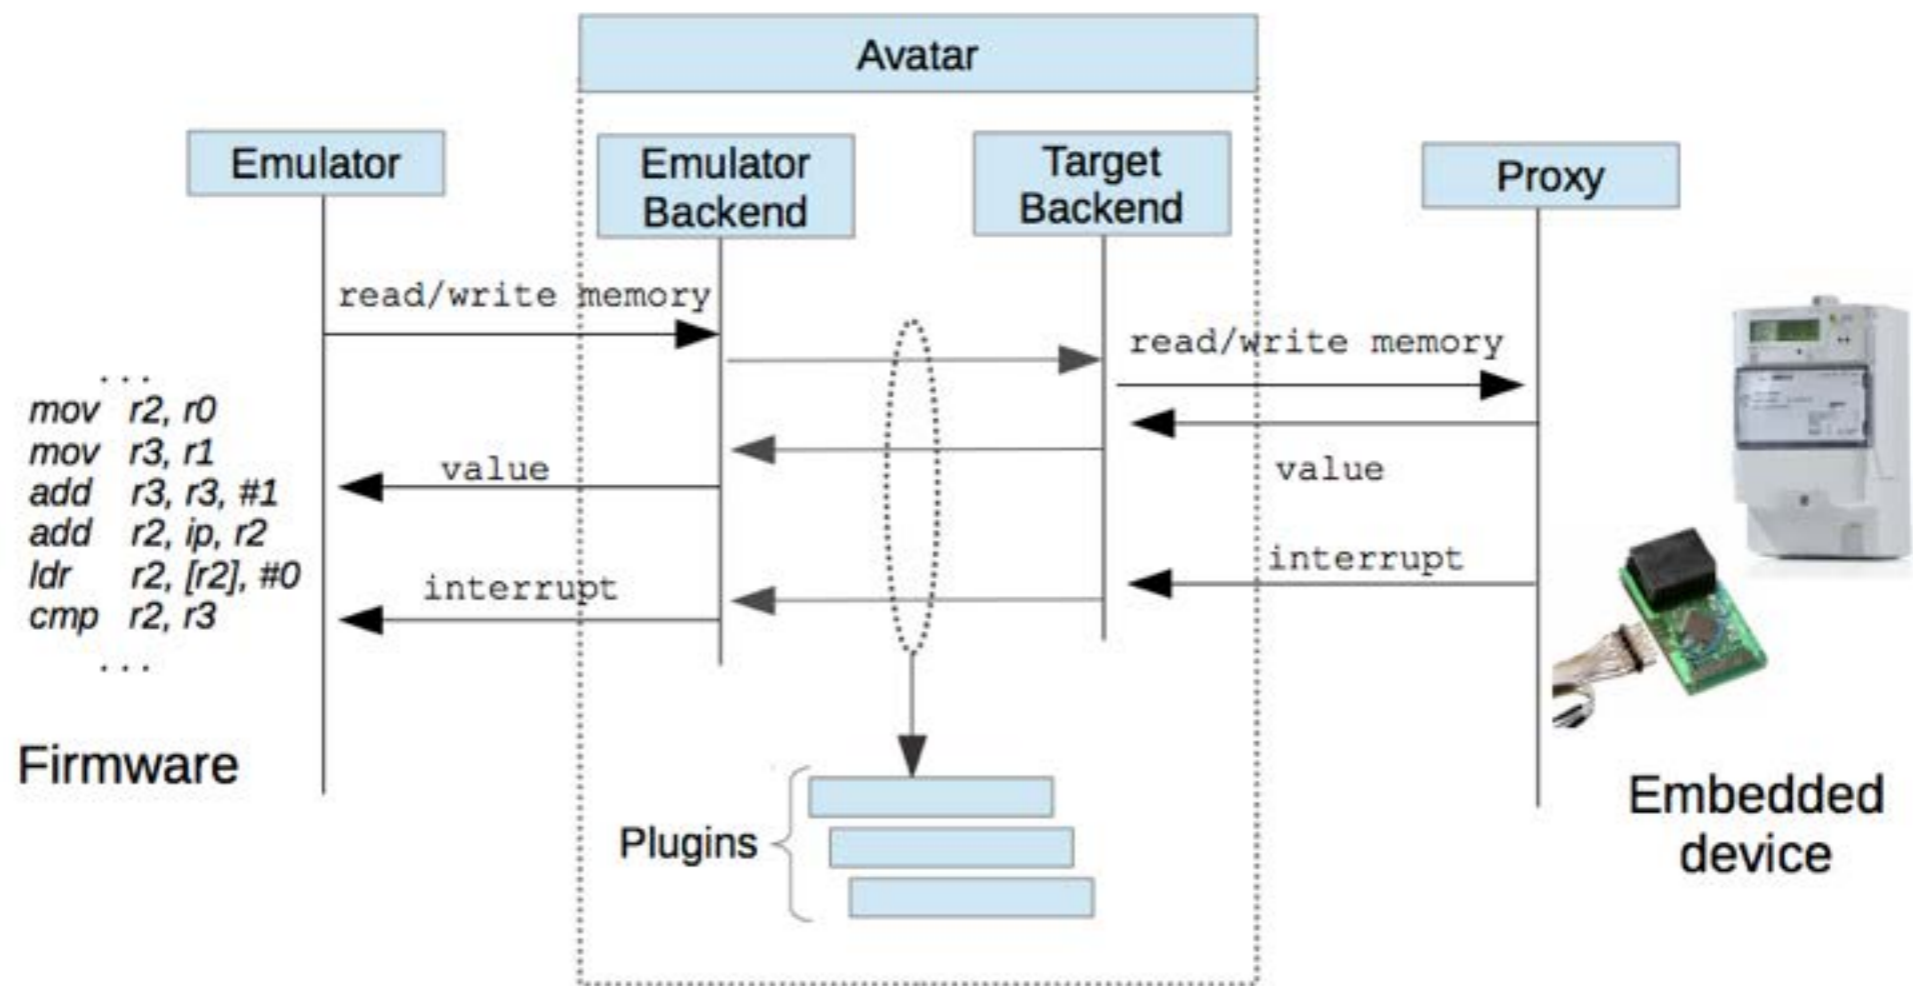 Avatar
Emulator
Emulator
Backend
Target
Backend
Proxy
read/write memory
read/write memory
value
value
interrupt
interrupt
...
mov r2, r0
mov r3, r1
add r3, r3, #1
add r2, ip, r2
ldr r2, [r2], #0
cmp r2, r3
...
Firmware
Plugins
Embedded
device